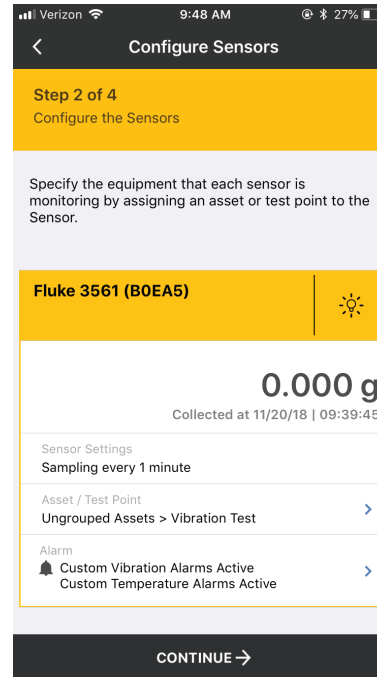 Verizon 9:48 AM 27%
Configure Sensors
Step 2 of 4
Configure the Sensors
Specify the equipment that each sensor is
monitoring by assigning an asset or test point to the
Sensor.
Fluke 3561 (B0EA5)
0.000 g
Collected at 11/20/18 | 09:39:45
Sensor Settings
Sampling every 1 minute
Asset / Test Point
Ungrouped Assets > Vibration Test
Alarm
Custom Vibration Alarms Active
Custom Temperature Alarms Active
CONTINUE